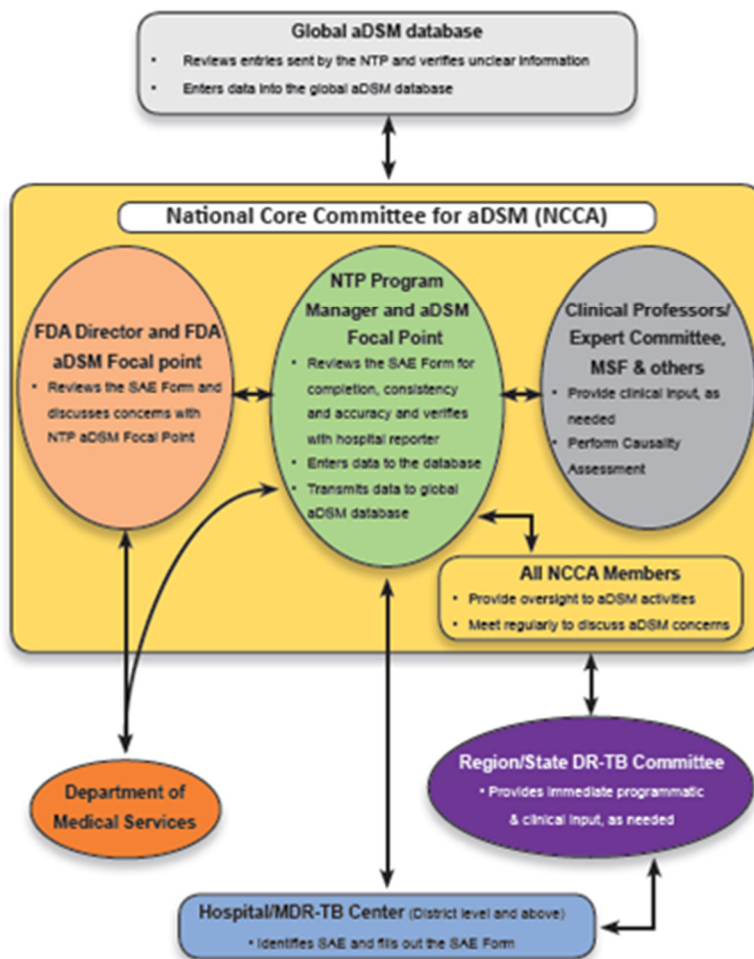 Global aDSM database
• Reviews entries sent by the NTP and verifies unclear information
• Enters data into the global aDSM database
National Core Committee for aDSM (NCCA)
FDA Director and FDA
aDSM Focal point
• Reviews the SAE Form and
discusses concerns with
NTP aDSM Focal Point
NTP Program
Manager and aDSM
Focal Point
• Reviews the SAE Form for
completion, consistency
and accuracy and verifies
with hospital reporter
• Enters data to the database
• Transmits data to global
aDSM database
Clinical Professors/
Expert Committee,
MSF & others
• Provide clinical input, as
needed
• Perform Causality
Assessment
All NCCA Members
• Provide oversight to aDSM activities
• Meet regularly to discuss aDSM concerns
Department of
Medical Services
Region/State DR-TB Committee
• Provides immediate programmatic
& clinical input, as needed
Hospital/MDR-TB Center (District level and above)
• Identifies SAE and fills out the SAE Form